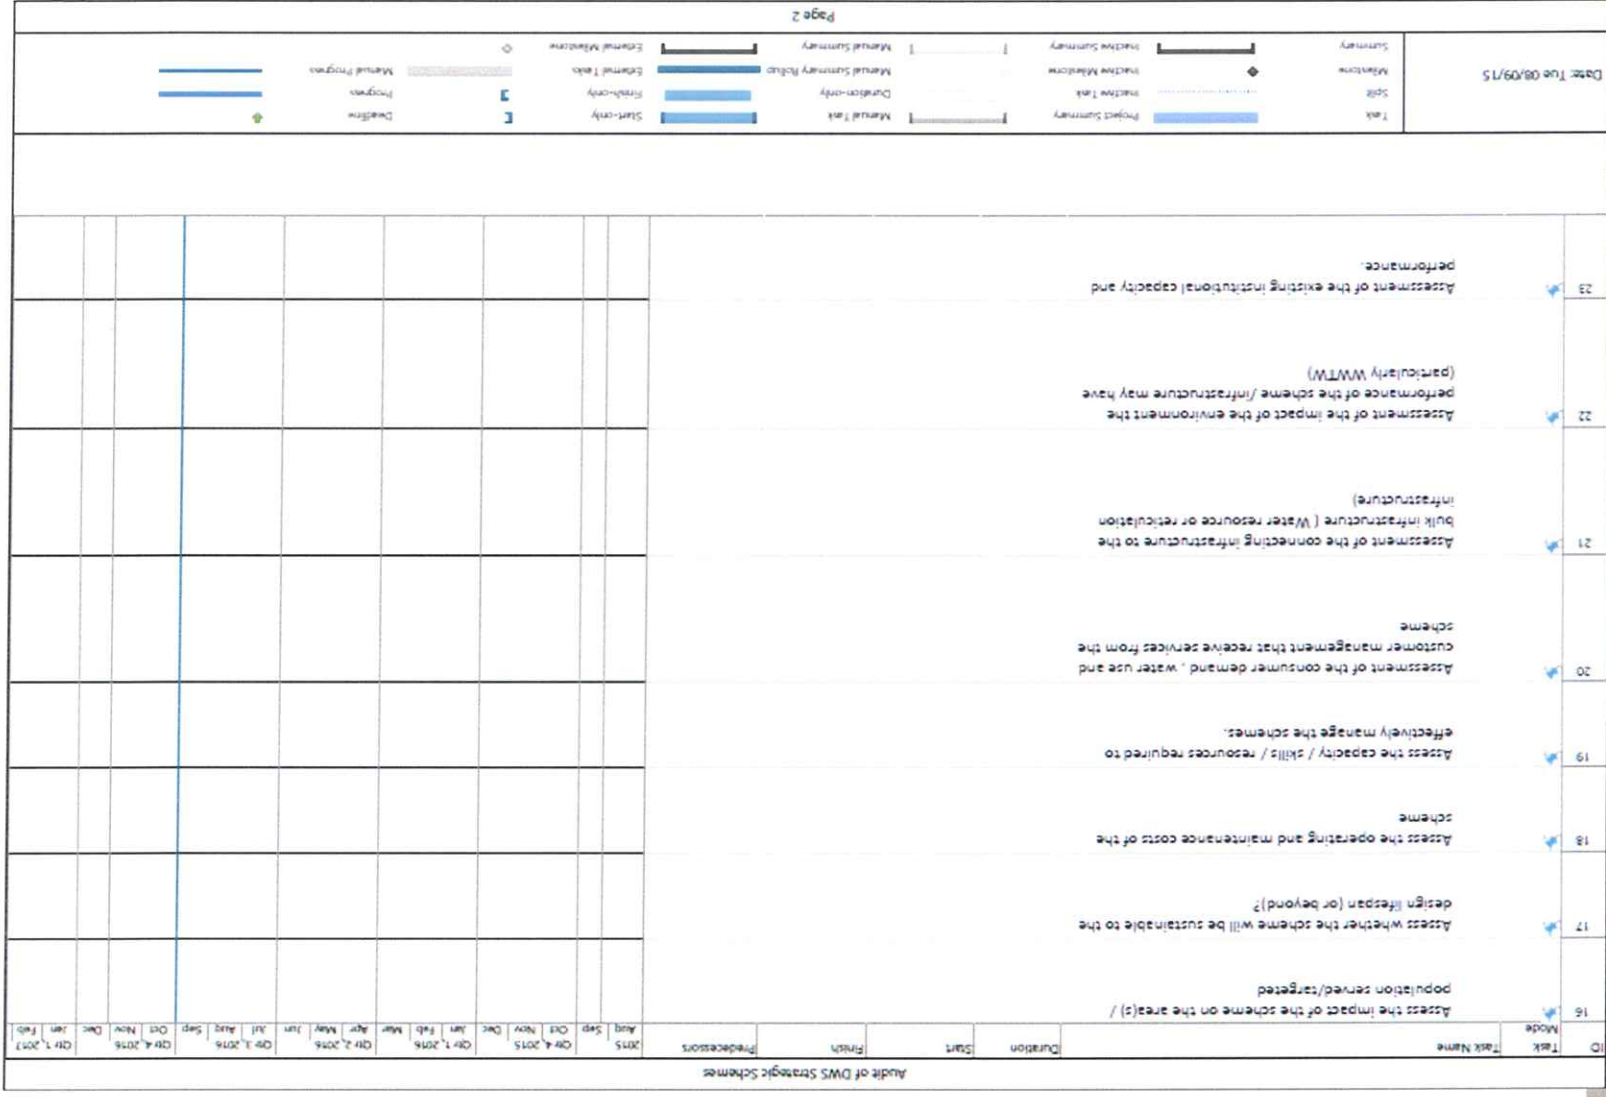 Audit of DWS Strategic Schemes
ID Task Mode Task Name Duration Start Finish Predecessors
2015 Qtr 4, 2015 Qtr 1, 2016 Qtr 2, 2016 Qtr 3, 2016 Qtr 4, 2016 Qtr 1, 2017
Aug Sep Oct Nov Dec Jan Feb Mar Apr May Jun Jul Aug Sep Oct Nov Dec Jan Feb
16 Assess the impact of the scheme on the area(s) /
population served/targeted
17 Assess whether the scheme will be sustainable to the
design lifespan (or beyond)?
18 Assess the operating and maintenance costs of the
scheme
19 Assess the capacity / skills / resources required to
effectively manage the schemes.
20 Assessment of the consumer demand , water use and
customer management that receive services from the
scheme
21 Assessment of the connecting infrastructure to the
bulk infrastructure ( Water resource or reticulation
infrastructure)
22 Assessment of the impact of the environment the
performance of the scheme /infrastructure may have
(particularly WWTW)
23 Assessment of the existing institutional capacity and
performance.
Date: Tue 08/09/15
Task Project Summary Manual Task Start-only Deadline
Split Inactive Task Duration-only Finish-only Progress
Milestone Inactive Milestone Manual Summary Rollup External Tasks Manual Progress
Summary Inactive Summary Manual Summary External Milestone
Page 2